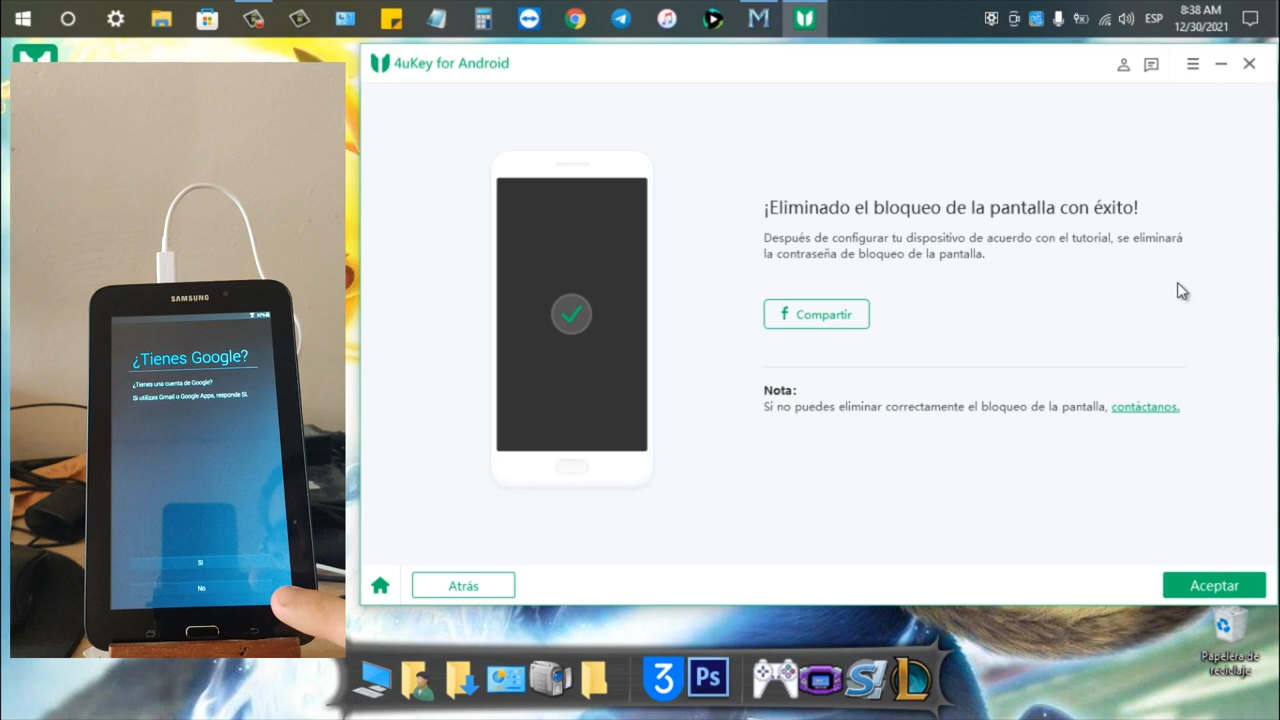 8:38 AM
ESP
12/30/2021
4uKey for Android
¡Eliminado el bloqueo de la pantalla con éxito!
Después de configurar tu dispositivo de acuerdo con el tutorial, se eliminará
la contraseña de bloqueo de la pantalla.
Compartir
Nota:
Si no puedes eliminar correctamente el bloqueo de la pantalla, contáctanos.
Atrás
Aceptar
SAMSUNG
¿Tienes Google?
¿Tienes una cuenta de Google?
Si utilizas Gmail o Google Apps, responde Sí.
Sí
No
Ps
Papelera de
reciclaje